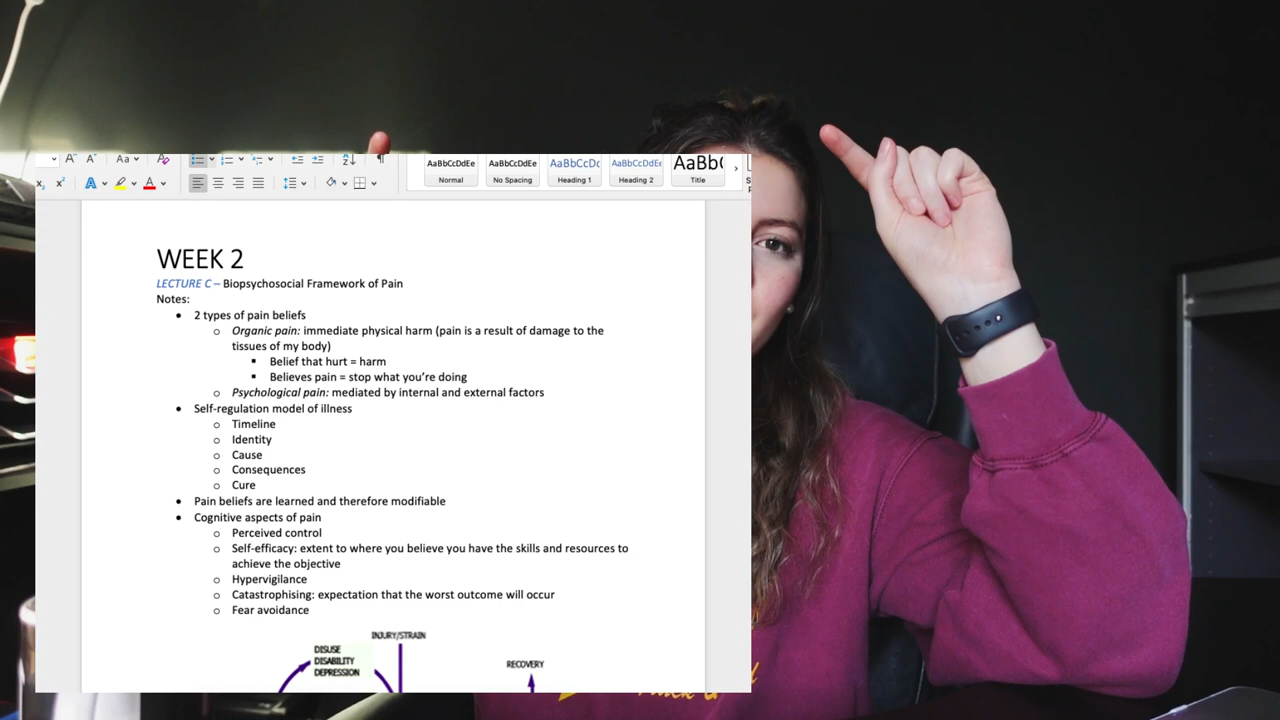 Aa
x
x²
A
A
AaBbCcDdEe
AaBbCcDdEe
AaBbCcDc
AaBbCcDdEe
AaBb(
Normal
No Spacing
Heading 1
Heading 2
Title
WEEK 2
LECTURE C – Biopsychosocial Framework of Pain
Notes:
• 2 types of pain beliefs
o Organic pain: immediate physical harm (pain is a result of damage to the
tissues of my body)
▪ Belief that hurt = harm
▪ Believes pain = stop what you're doing
o Psychological pain: mediated by internal and external factors
• Self-regulation model of illness
o Timeline
o Identity
o Cause
o Consequences
o Cure
• Pain beliefs are learned and therefore modifiable
• Cognitive aspects of pain
o Perceived control
o Self-efficacy: extent to where you believe you have the skills and resources to
achieve the objective
o Hypervigilance
o Catastrophising: expectation that the worst outcome will occur
o Fear avoidance
INJURY/STRAIN
DISUSE
DISABILITY
DEPRESSION
RECOVERY